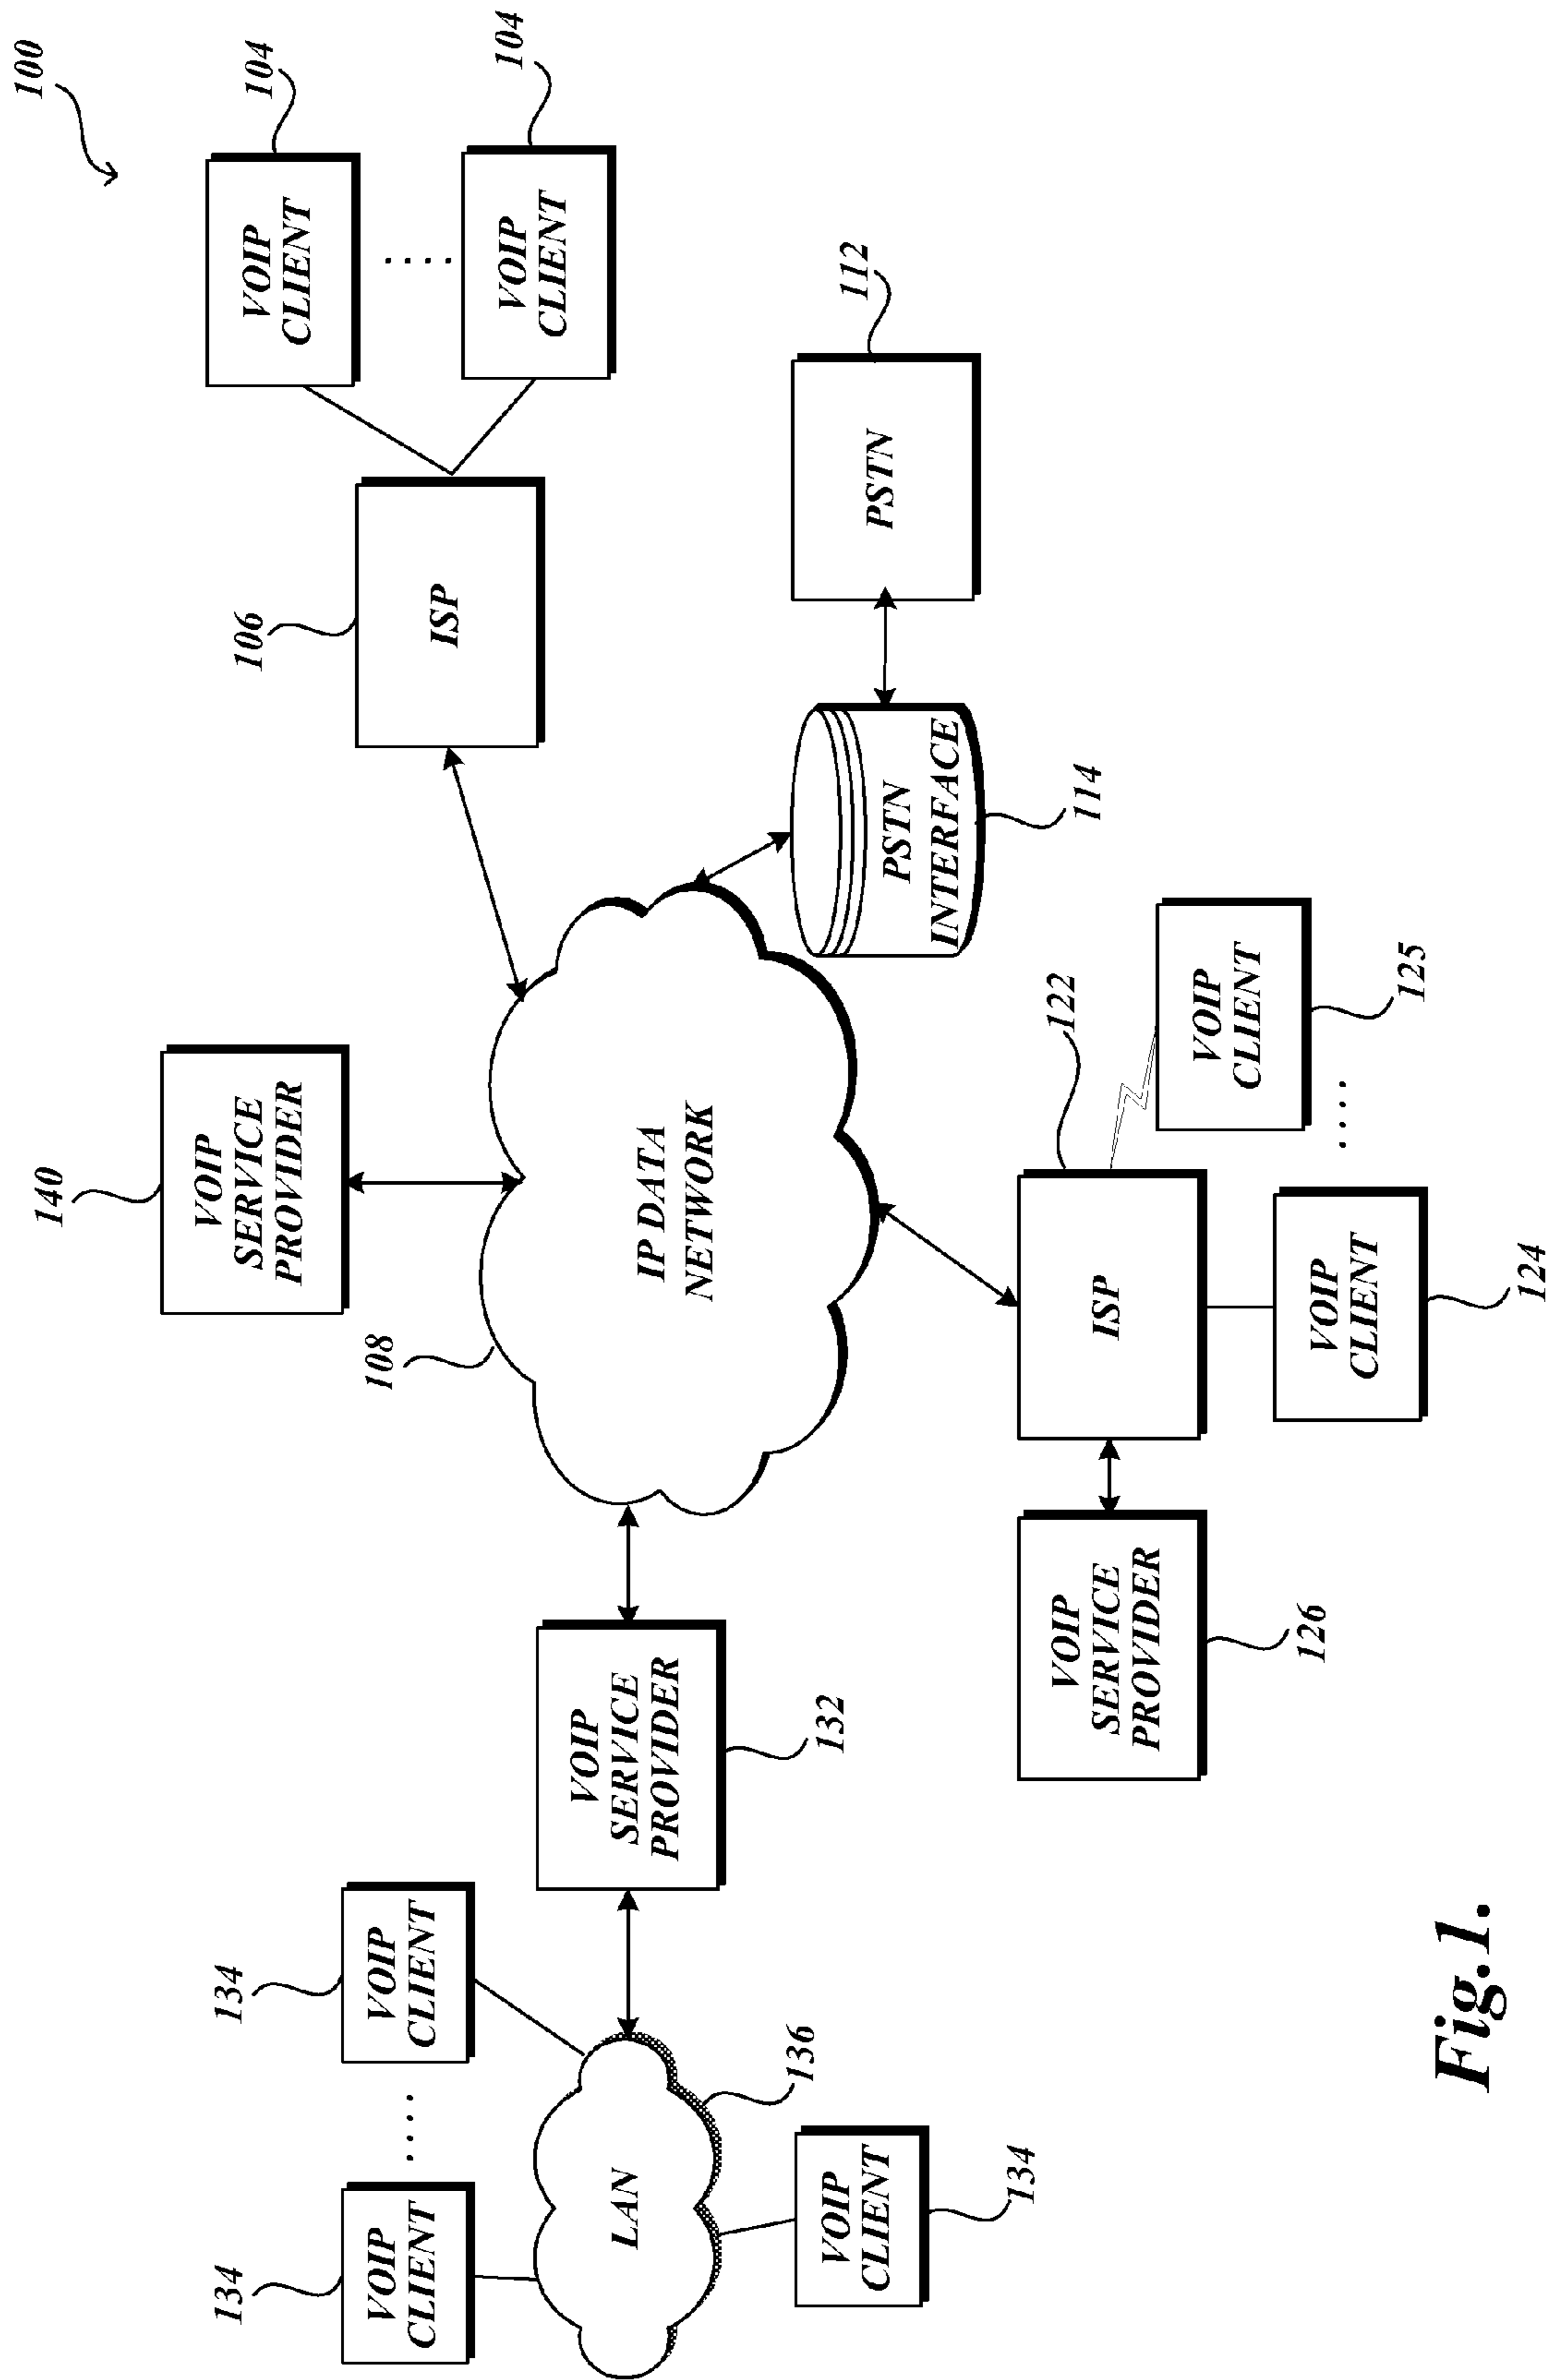 100
104
VOIP
CLIENT
104
VOIP
CLIENT
106
ISP
112
PSTN
PSTN
INTERFACE
114
140
VOIP
SERVICE
PROVIDER
108
IP DATA
NETWORK
122
ISP
VOIP
CLIENT
125
VOIP
CLIENT
124
VOIP
SERVICE
PROVIDER
126
VOIP
SERVICE
PROVIDER
132
134
VOIP
CLIENT
134
VOIP
CLIENT
LAN
136
VOIP
CLIENT
134
Fig.1.